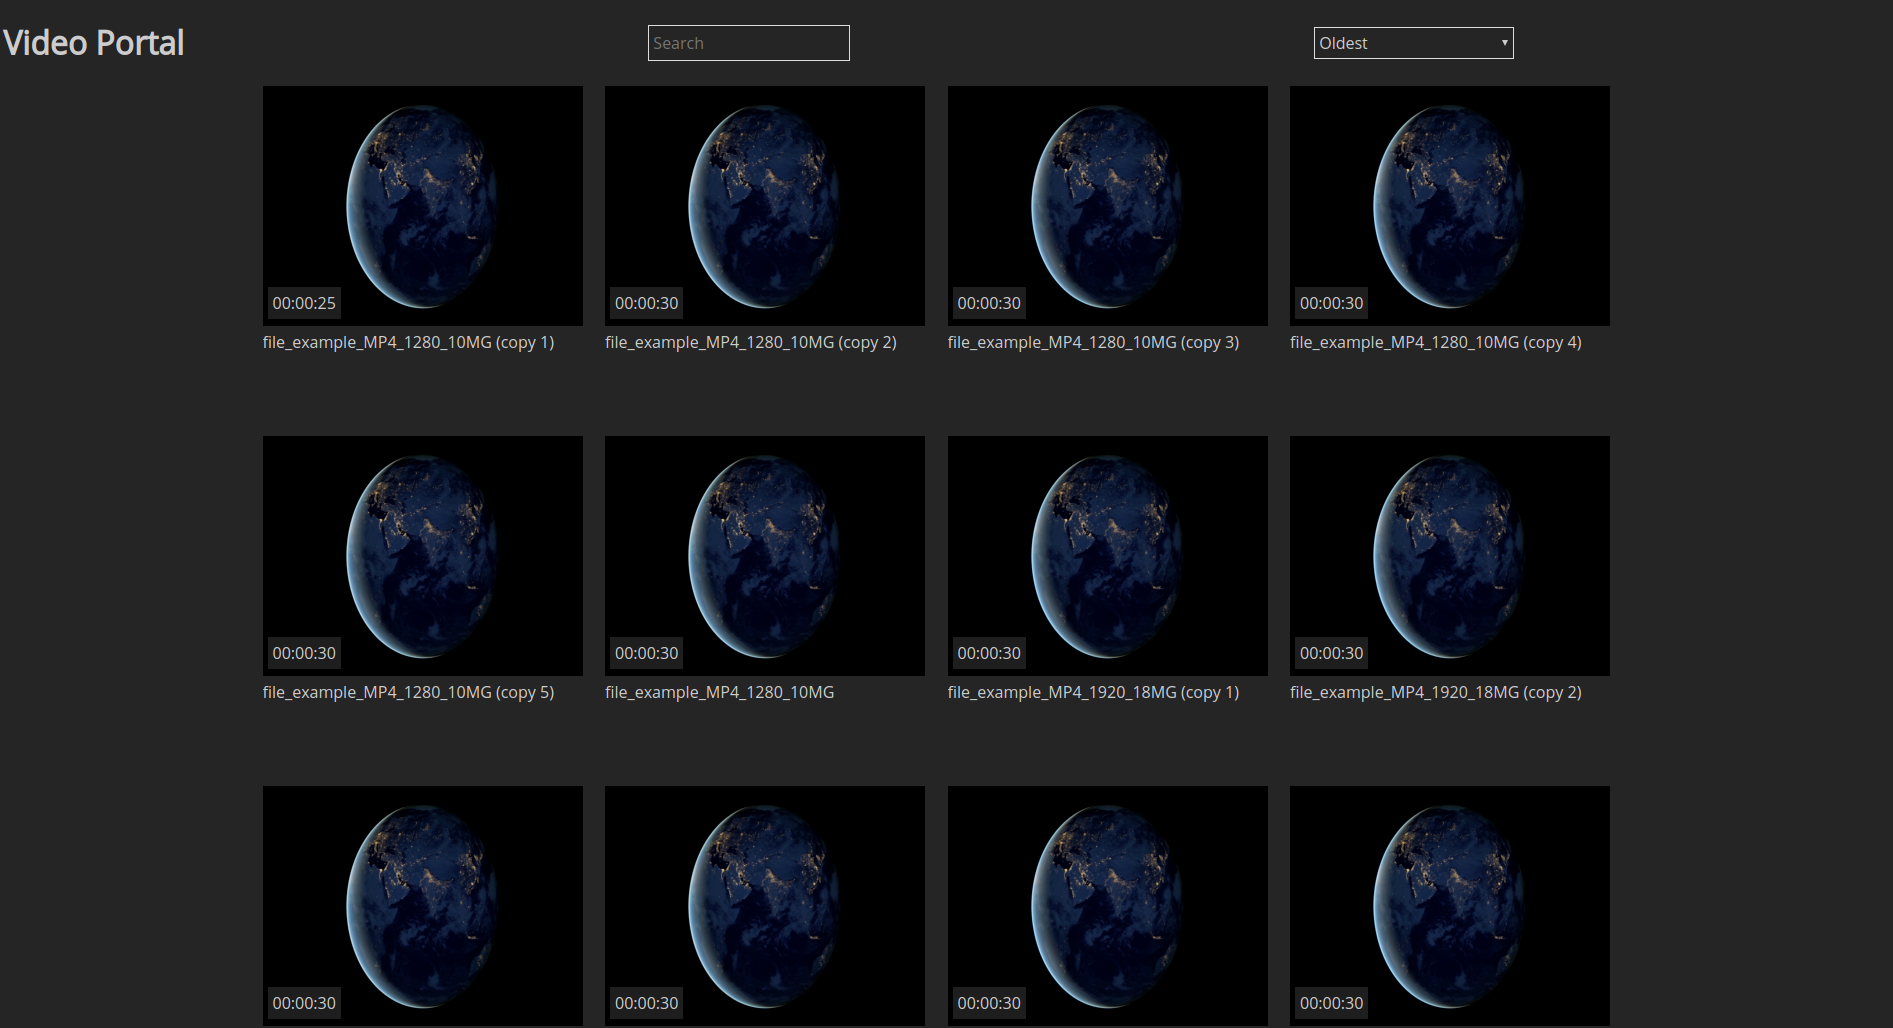 Video Portal
Search
Oldest
00:00:25
00:00:30
00:00:30
00:00:30
file_example_MP4_1280_10MG (copy 1)
file_example_MP4_1280_10MG (copy 2)
file_example_MP4_1280_10MG (copy 3)
file_example_MP4_1280_10MG (copy 4)
00:00:30
00:00:30
00:00:30
00:00:30
file_example_MP4_1280_10MG (copy 5)
file_example_MP4_1280_10MG
file_example_MP4_1920_18MG (copy 1)
file_example_MP4_1920_18MG (copy 2)
00:00:30
00:00:30
00:00:30
00:00:30